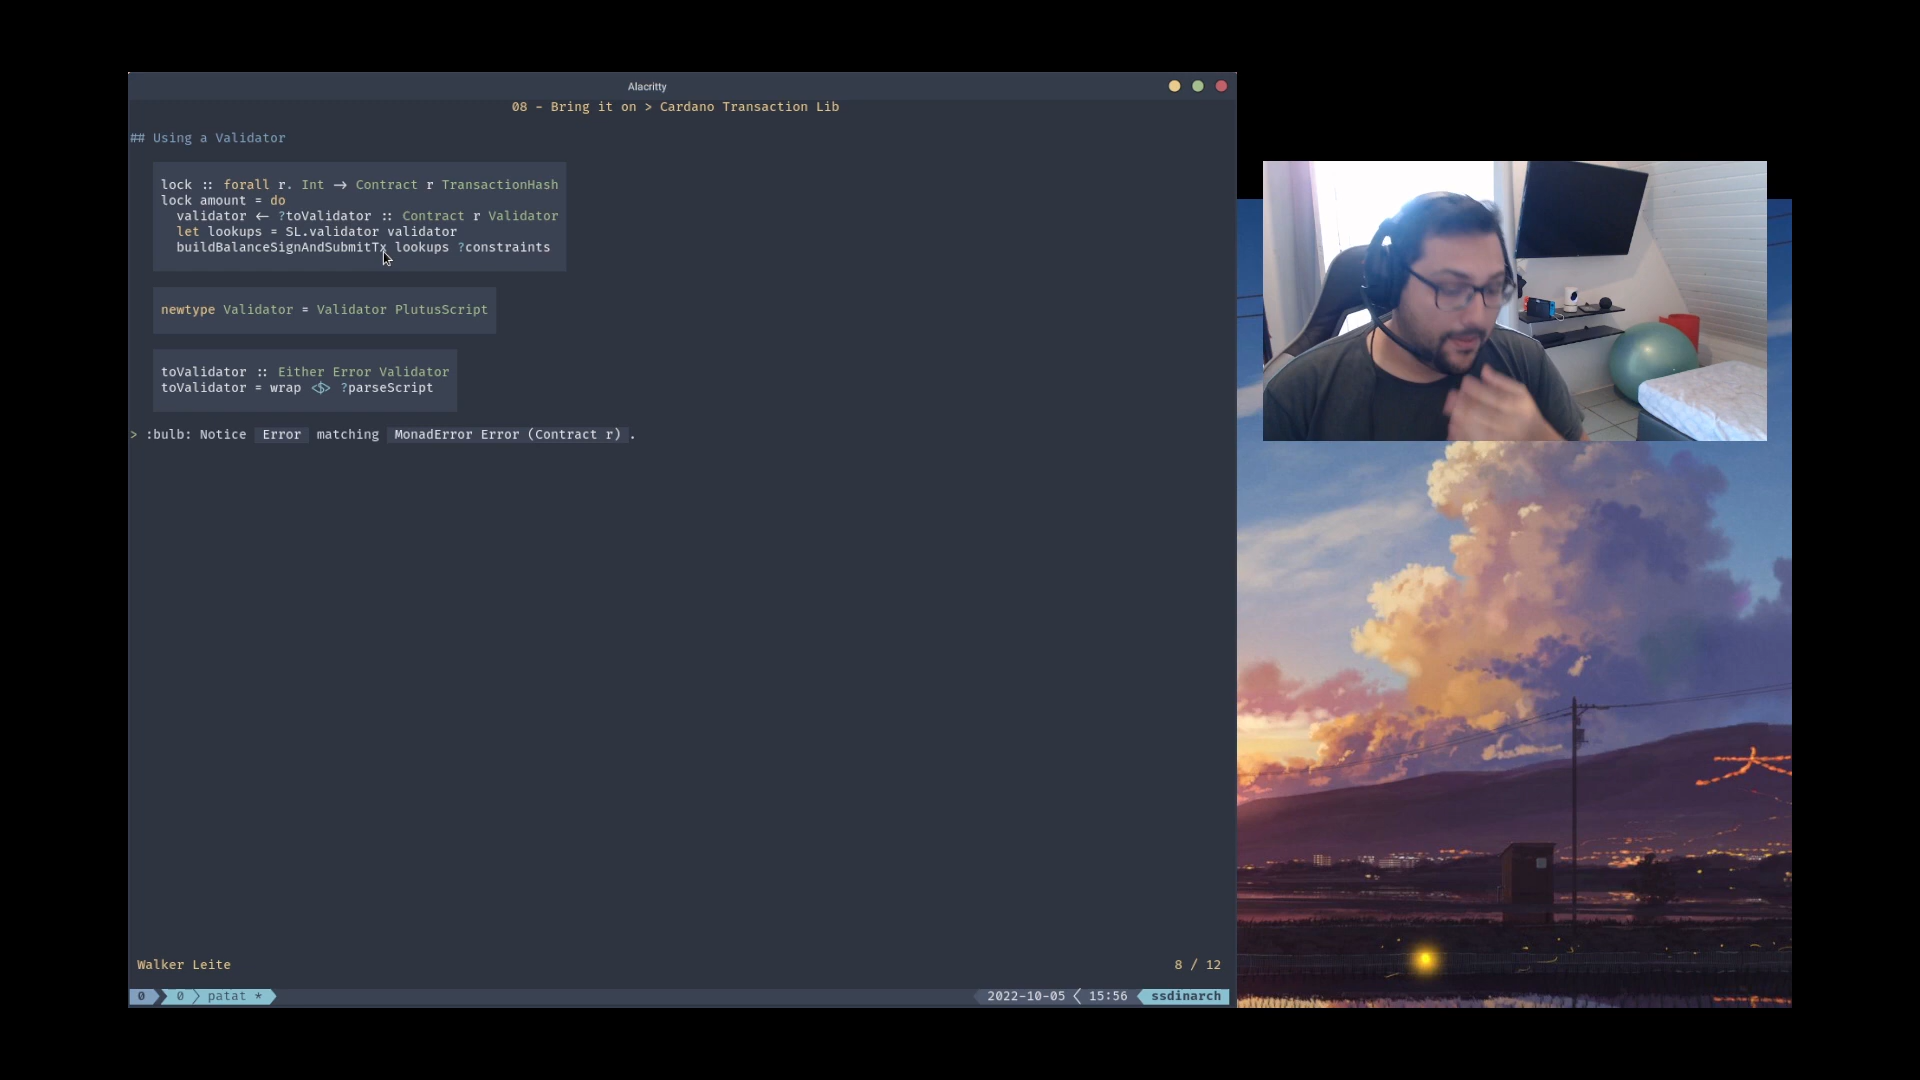 Alacritty
08 - Bring it on > Cardano Transaction Lib
## Using a Validator
lock :: forall r. Int → Contract r TransactionHash
lock amount = do
validator ← ?toValidator :: Contract r Validator
let lookups = SL.validator validator
buildBalanceSignAndSubmitTx lookups ?constraints
newtype Validator = Validator PlutusScript
toValidator :: Either Error Validator
toValidator = wrap <$> ?parseScript
> :bulb: Notice Error matching MonadError Error (Contract r) .
Walker Leite
8 / 12
0 0 patat *
2022-10-05 15:56 ssdinarch